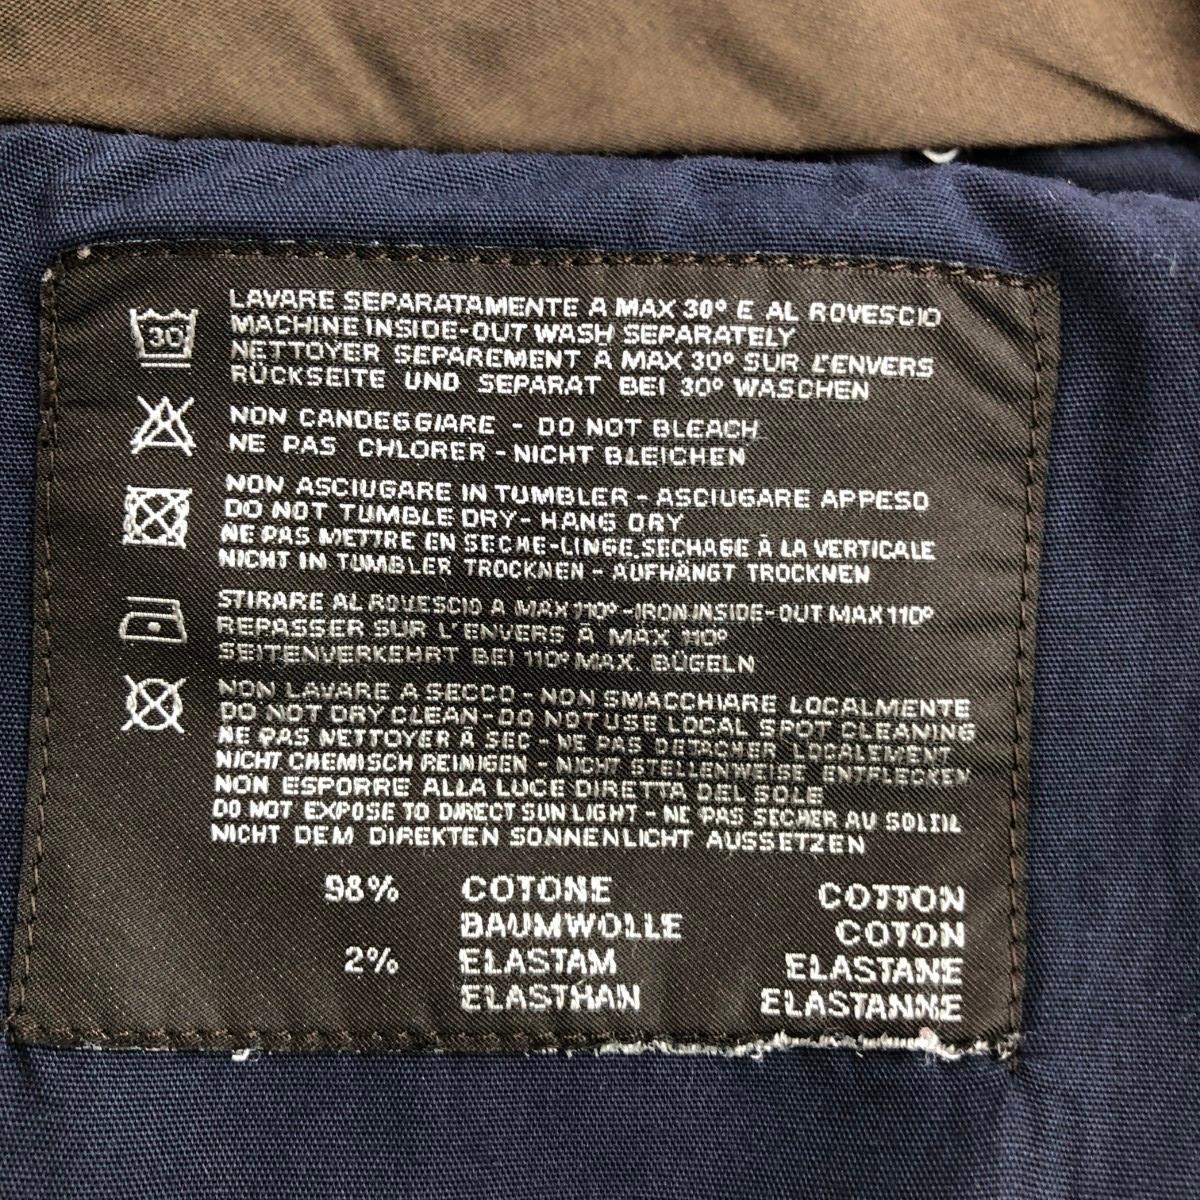 30
LAVARE SEPARATAMENTE A MAX 30° E AL ROVESCIO
MACHINE INSIDE-OUT WASH SEPARATELY
NETTOYER SEPAREMENT A MAX 30° SUR L'ENVERS
RÜCKSEITE UND SEPARAT BEI 30° WASCHEN
NON CANDEGGIARE - DO NOT BLEACH
NE PAS CHLORER - NICHT BLEICHEN
NON ASCIUGARE IN TUMBLER - ASCIUGARE APPESO
DO NOT TUMBLE DRY - HANG DRY
NE PAS METTRE EN SECHE-LINGE.SECHAGE À LA VERTICALE
NICHT IN TUMBLER TROCKNEN - AUFHÄNGT TROCKNEN
STIRARE AL ROVESCIO A MAX 110° - IRON INSIDE-OUT MAX 110°
REPASSER SUR L'ENVERS À MAX 110°
SEITENVERKEHRT BEI 110° MAX. BÜGELN
NON LAVARE A SECCO - NON SMACCHIARE LOCALMENTE
DO NOT DRY CLEAN - DO NOT USE LOCAL SPOT CLEANING
NE PAS NETTOYER À SEC - NE PAS DETACHER LOCALEMENT
NICHT CHEMISCH REINIGEN - NICHT STELLENWEISE ENTFLECKEN
NON ESPORRE ALLA LUCE DIRETTA DEL SOLE
DO NOT EXPOSE TO DIRECT SUN LIGHT - NE PAS SECHER AU SOLEIL
NICHT DEM DIREKTEN SONNENLICHT AUSSETZEN
98% COTONE COTTON
BAUMWOLLE COTON
2% ELASTAM ELASTANE
ELASTHAN ELASTANNE